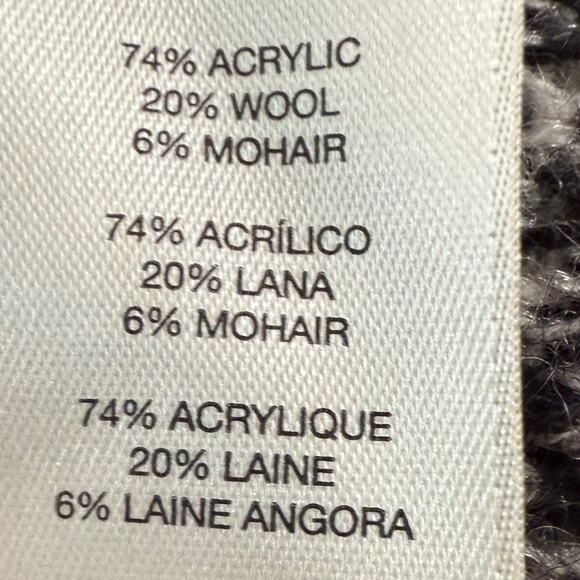 74% ACRYLIC
20% WOOL
6% MOHAIR
74% ACRÍLICO
20% LANA
6% MOHAIR
74% ACRYLIQUE
20% LAINE
6% LAINE ANGORA